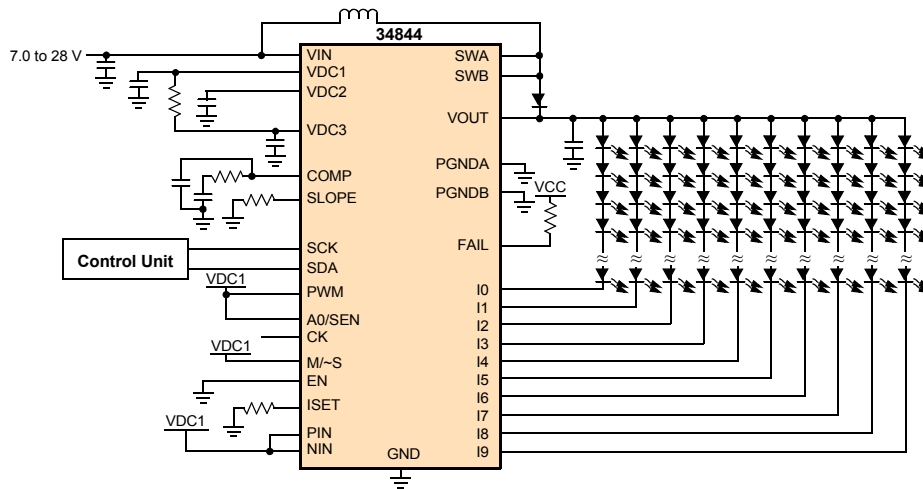 34844
7.0 to 28 V
VIN
VDC1
VDC2
VDC3
COMP
SLOPE
SCK
SDA
PWM
A0/SEN
CK
M/~S
EN
ISET
PIN
NIN
GND
SWA
SWB
VOUT
PGNDA
PGNDB
FAIL
I0
I1
I2
I3
I4
I5
I6
I7
I8
I9
Control Unit
VDC1
VDC1
VDC1
VCC